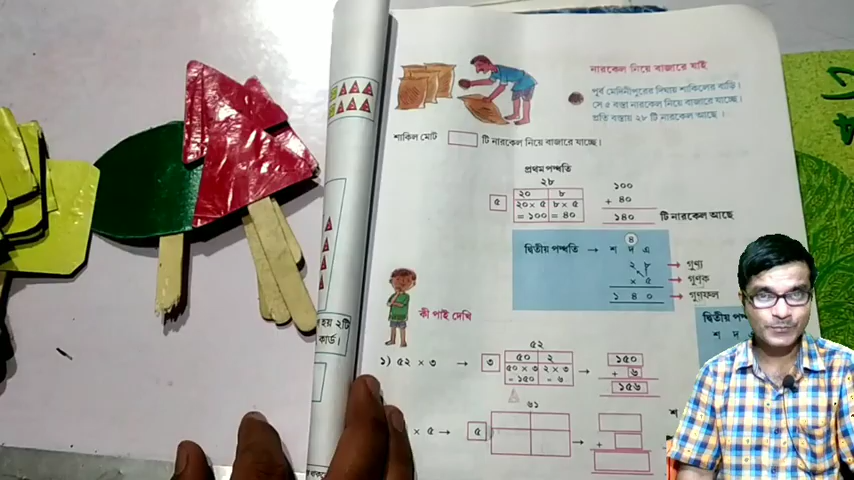 নারকেল নিয়ে বাজারে যাই
পূর্ব মেদিনীপুরের দিঘায় শাকিলের বাড়ি।
সে ৫ বস্তা নারকেল নিয়ে বাজারে যাচ্ছে।
প্রতি বস্তায় ২৮ টি নারকেল আছে।
শাকিল মোট টি নারকেল নিয়ে বাজারে যাচ্ছে।
প্রথম পদ্ধতি
২৮
৫ ২০ ৮
২০× ৫ ৮ × ৫
= ১০০ = ৪০
১০০
+ ৪০
১৪০ টি নারকেল আছে
দ্বিতীয় পদ্ধতি → শ দ এ
৪
২ ৮ → গুণ্য
× ৫ → গুণক
১ ৪ ০ → গুণফল
দ্বিতীয়
শ দ
কী পাই দেখি
হয় ২টি
কার্ড।
১) ৫২ × ৩ →
৫২
৩ ৫০ ২
৫০ × ৩ ২ × ৩
= ১৫০ = ৬
→ ১৫০
+ ৬
১৫৬
৬১
× ৫ → ৫ →
+